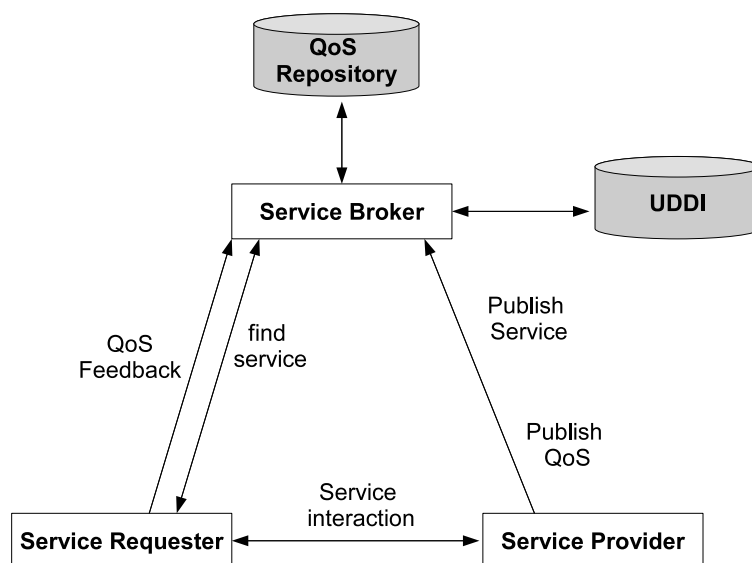 QoS
Repository
Service Broker
UDDI
QoS
Feedback
find
service
Publish
Service
Publish
QoS
Service
interaction
Service Requester
Service Provider